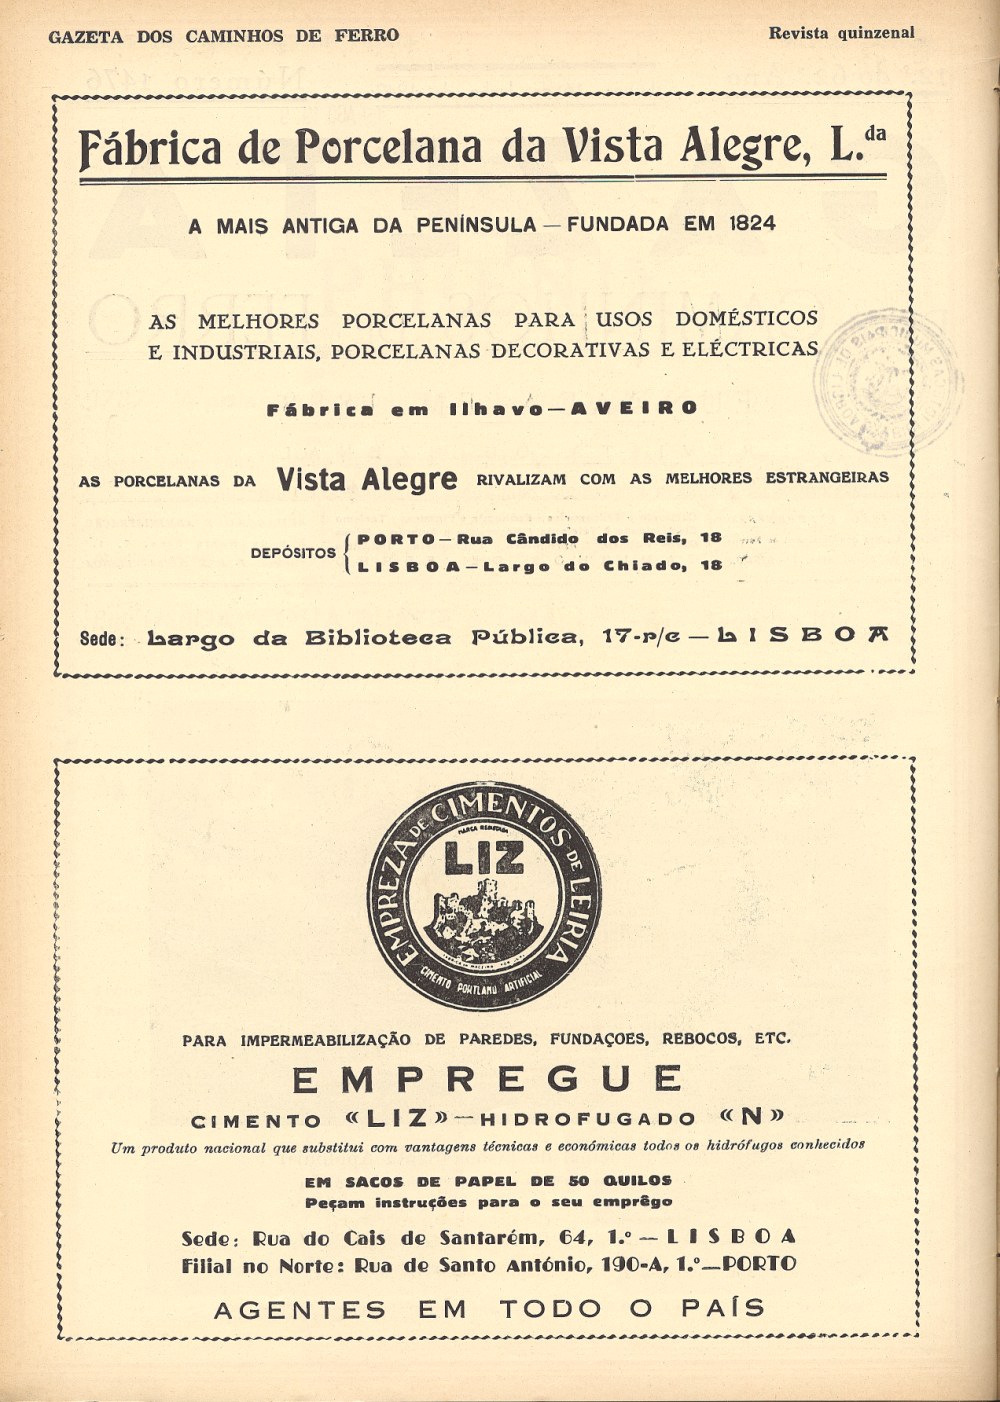 GAZETA DOS CAMINHOS DE FERRO
Revista quinzenal
Fábrica de Porcelana da Vista Alegre, L.da
A MAIS ANTIGA DA PENÍNSULA — FUNDADA EM 1824
AS MELHORES PORCELANAS PARA USOS DOMÉSTICOS
E INDUSTRIAIS, PORCELANAS DECORATIVAS E ELÉCTRICAS
Fábrica em Ilhavo — AVEIRO
AS PORCELANAS DA Vista Alegre RIVALIZAM COM AS MELHORES ESTRANGEIRAS
DEPÓSITOS
PORTO — Rua Cândido dos Reis, 18
LISBOA — Largo do Chiado, 18
Sede: Largo da Biblioteca Pública, 17-r/c — LISBOA
EMPREZA DE CIMENTOS DE LEIRIA
MARCA REGISTADA
LIZ
CIMENTO PORTLAND ARTIFICIAL
PARA IMPERMEABILIZAÇÃO DE PAREDES, FUNDAÇOES, REBOCOS, ETC.
EMPREGUE
CIMENTO «LIZ» — HIDROFUGADO «N»
Um produto nacional que substitui com vantagens técnicas e económicas todos os hidrófugos conhecidos
EM SACOS DE PAPEL DE 50 QUILOS
Peçam instruções para o seu emprêgo
Sede: Rua do Cais de Santarém, 64, 1.º — LISBOA
Filial no Norte: Rua de Santo António, 190-A, 1.º — PORTO
AGENTES EM TODO O PAÍS